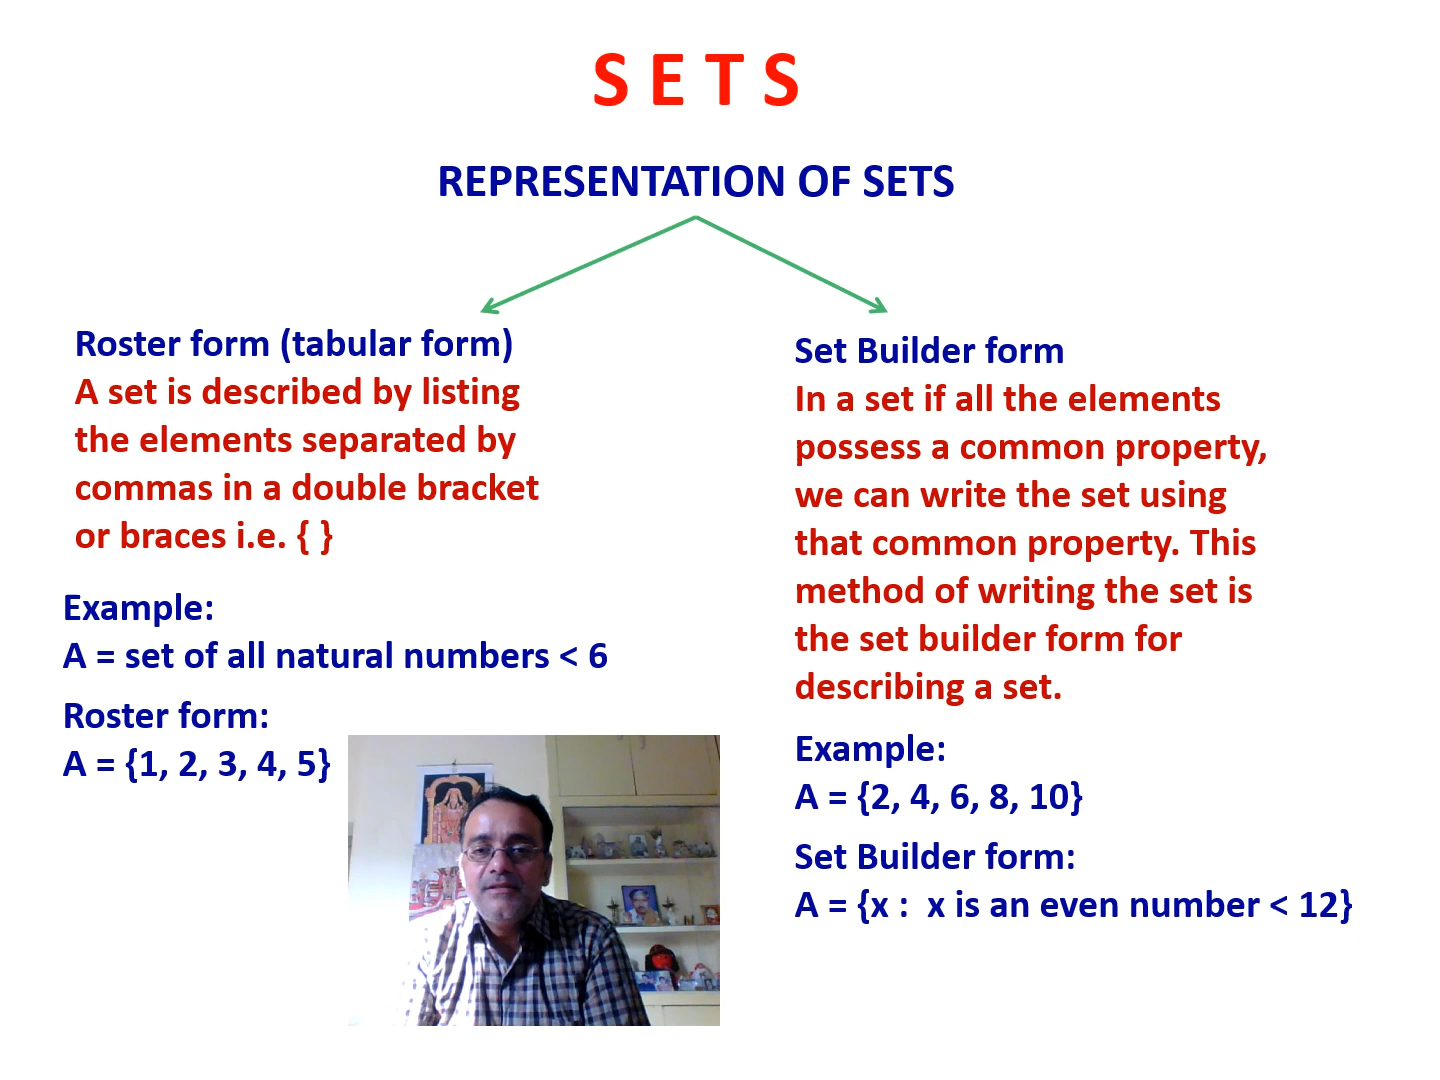 S E T S
REPRESENTATION OF SETS
Roster form (tabular form)
A set is described by listing
the elements separated by
commas in a double bracket
or braces i.e. { }
Example:
A = set of all natural numbers < 6
Roster form:
A = {1, 2, 3, 4, 5}
Set Builder form
In a set if all the elements
possess a common property,
we can write the set using
that common property. This
method of writing the set is
the set builder form for
describing a set.
Example:
A = {2, 4, 6, 8, 10}
Set Builder form:
A = {x :  x is an even number < 12}